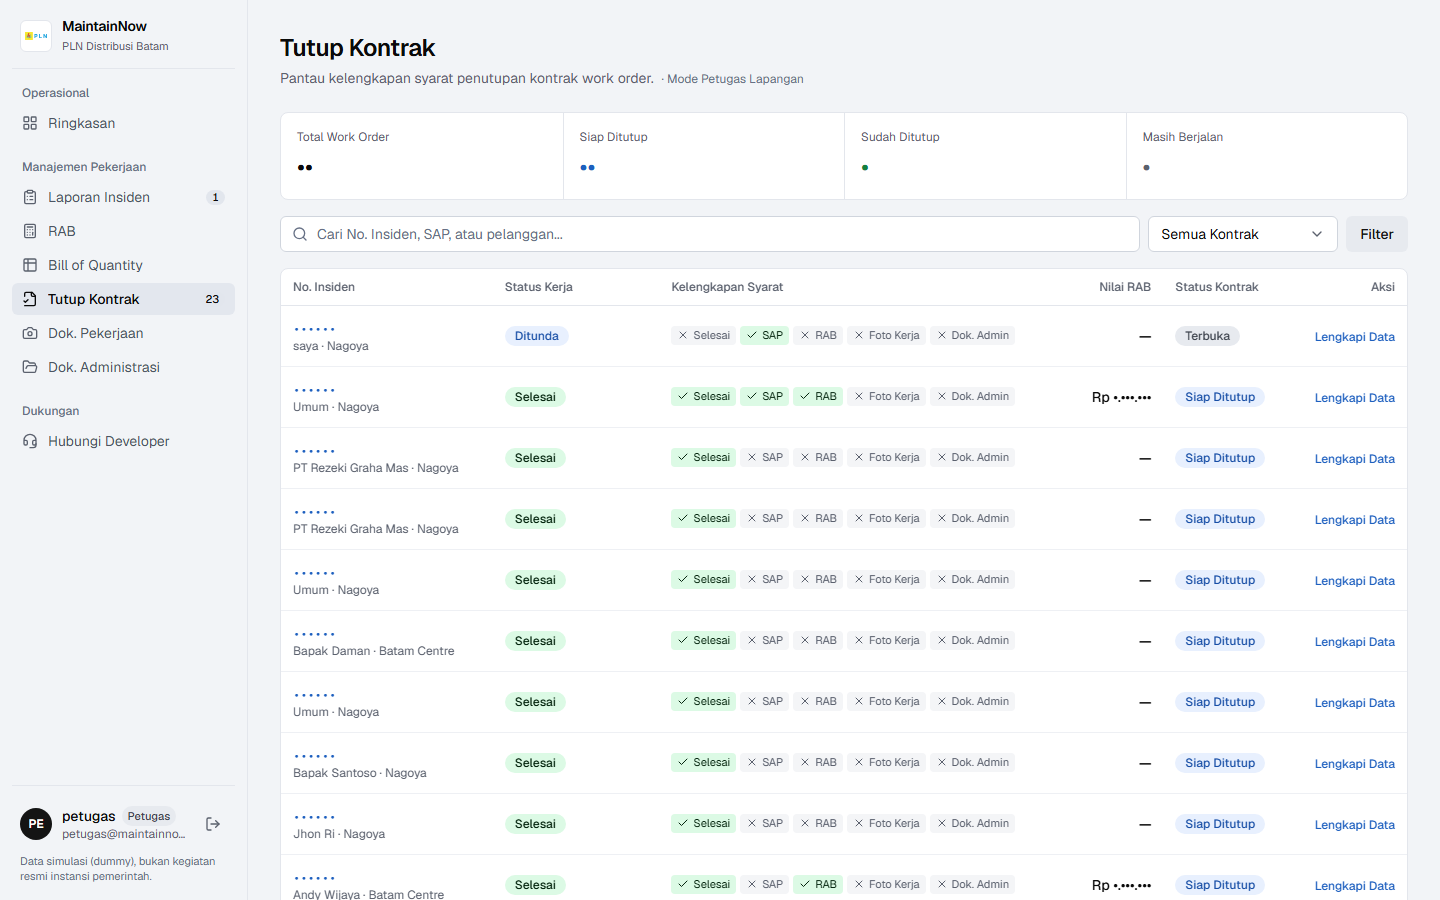 MaintainNow
PLN Distribusi Batam
Operasional
Ringkasan
Manajemen Pekerjaan
Laporan Insiden 1
RAB
Bill of Quantity
Tutup Kontrak 23
Dok. Pekerjaan
Dok. Administrasi
Dukungan
Hubungi Developer
PE petugas Petugas
petugas@maintainno...
Data simulasi (dummy), bukan kegiatan
resmi instansi pemerintah.
Tutup Kontrak
Pantau kelengkapan syarat penutupan kontrak work order. · Mode Petugas Lapangan
Total Work Order Siap Ditutup Sudah Ditutup Masih Berjalan
•• •• • •
Cari No. Insiden, SAP, atau pelanggan... Semua Kontrak Filter
No. Insiden Status Kerja Kelengkapan Syarat Nilai RAB Status Kontrak Aksi
••••••
saya · Nagoya Ditunda Selesai SAP RAB Foto Kerja Dok. Admin — Terbuka Lengkapi Data
••••••
Umum · Nagoya Selesai Selesai SAP RAB Foto Kerja Dok. Admin Rp •.•••.••• Siap Ditutup Lengkapi Data
••••••
PT Rezeki Graha Mas · Nagoya Selesai Selesai SAP RAB Foto Kerja Dok. Admin — Siap Ditutup Lengkapi Data
••••••
PT Rezeki Graha Mas · Nagoya Selesai Selesai SAP RAB Foto Kerja Dok. Admin — Siap Ditutup Lengkapi Data
••••••
Umum · Nagoya Selesai Selesai SAP RAB Foto Kerja Dok. Admin — Siap Ditutup Lengkapi Data
••••••
Bapak Daman · Batam Centre Selesai Selesai SAP RAB Foto Kerja Dok. Admin — Siap Ditutup Lengkapi Data
••••••
Umum · Nagoya Selesai Selesai SAP RAB Foto Kerja Dok. Admin — Siap Ditutup Lengkapi Data
••••••
Bapak Santoso · Nagoya Selesai Selesai SAP RAB Foto Kerja Dok. Admin — Siap Ditutup Lengkapi Data
••••••
Jhon Ri · Nagoya Selesai Selesai SAP RAB Foto Kerja Dok. Admin — Siap Ditutup Lengkapi Data
••••••
Andy Wijaya · Batam Centre Selesai Selesai SAP RAB Foto Kerja Dok. Admin Rp •.•••.••• Siap Ditutup Lengkapi Data